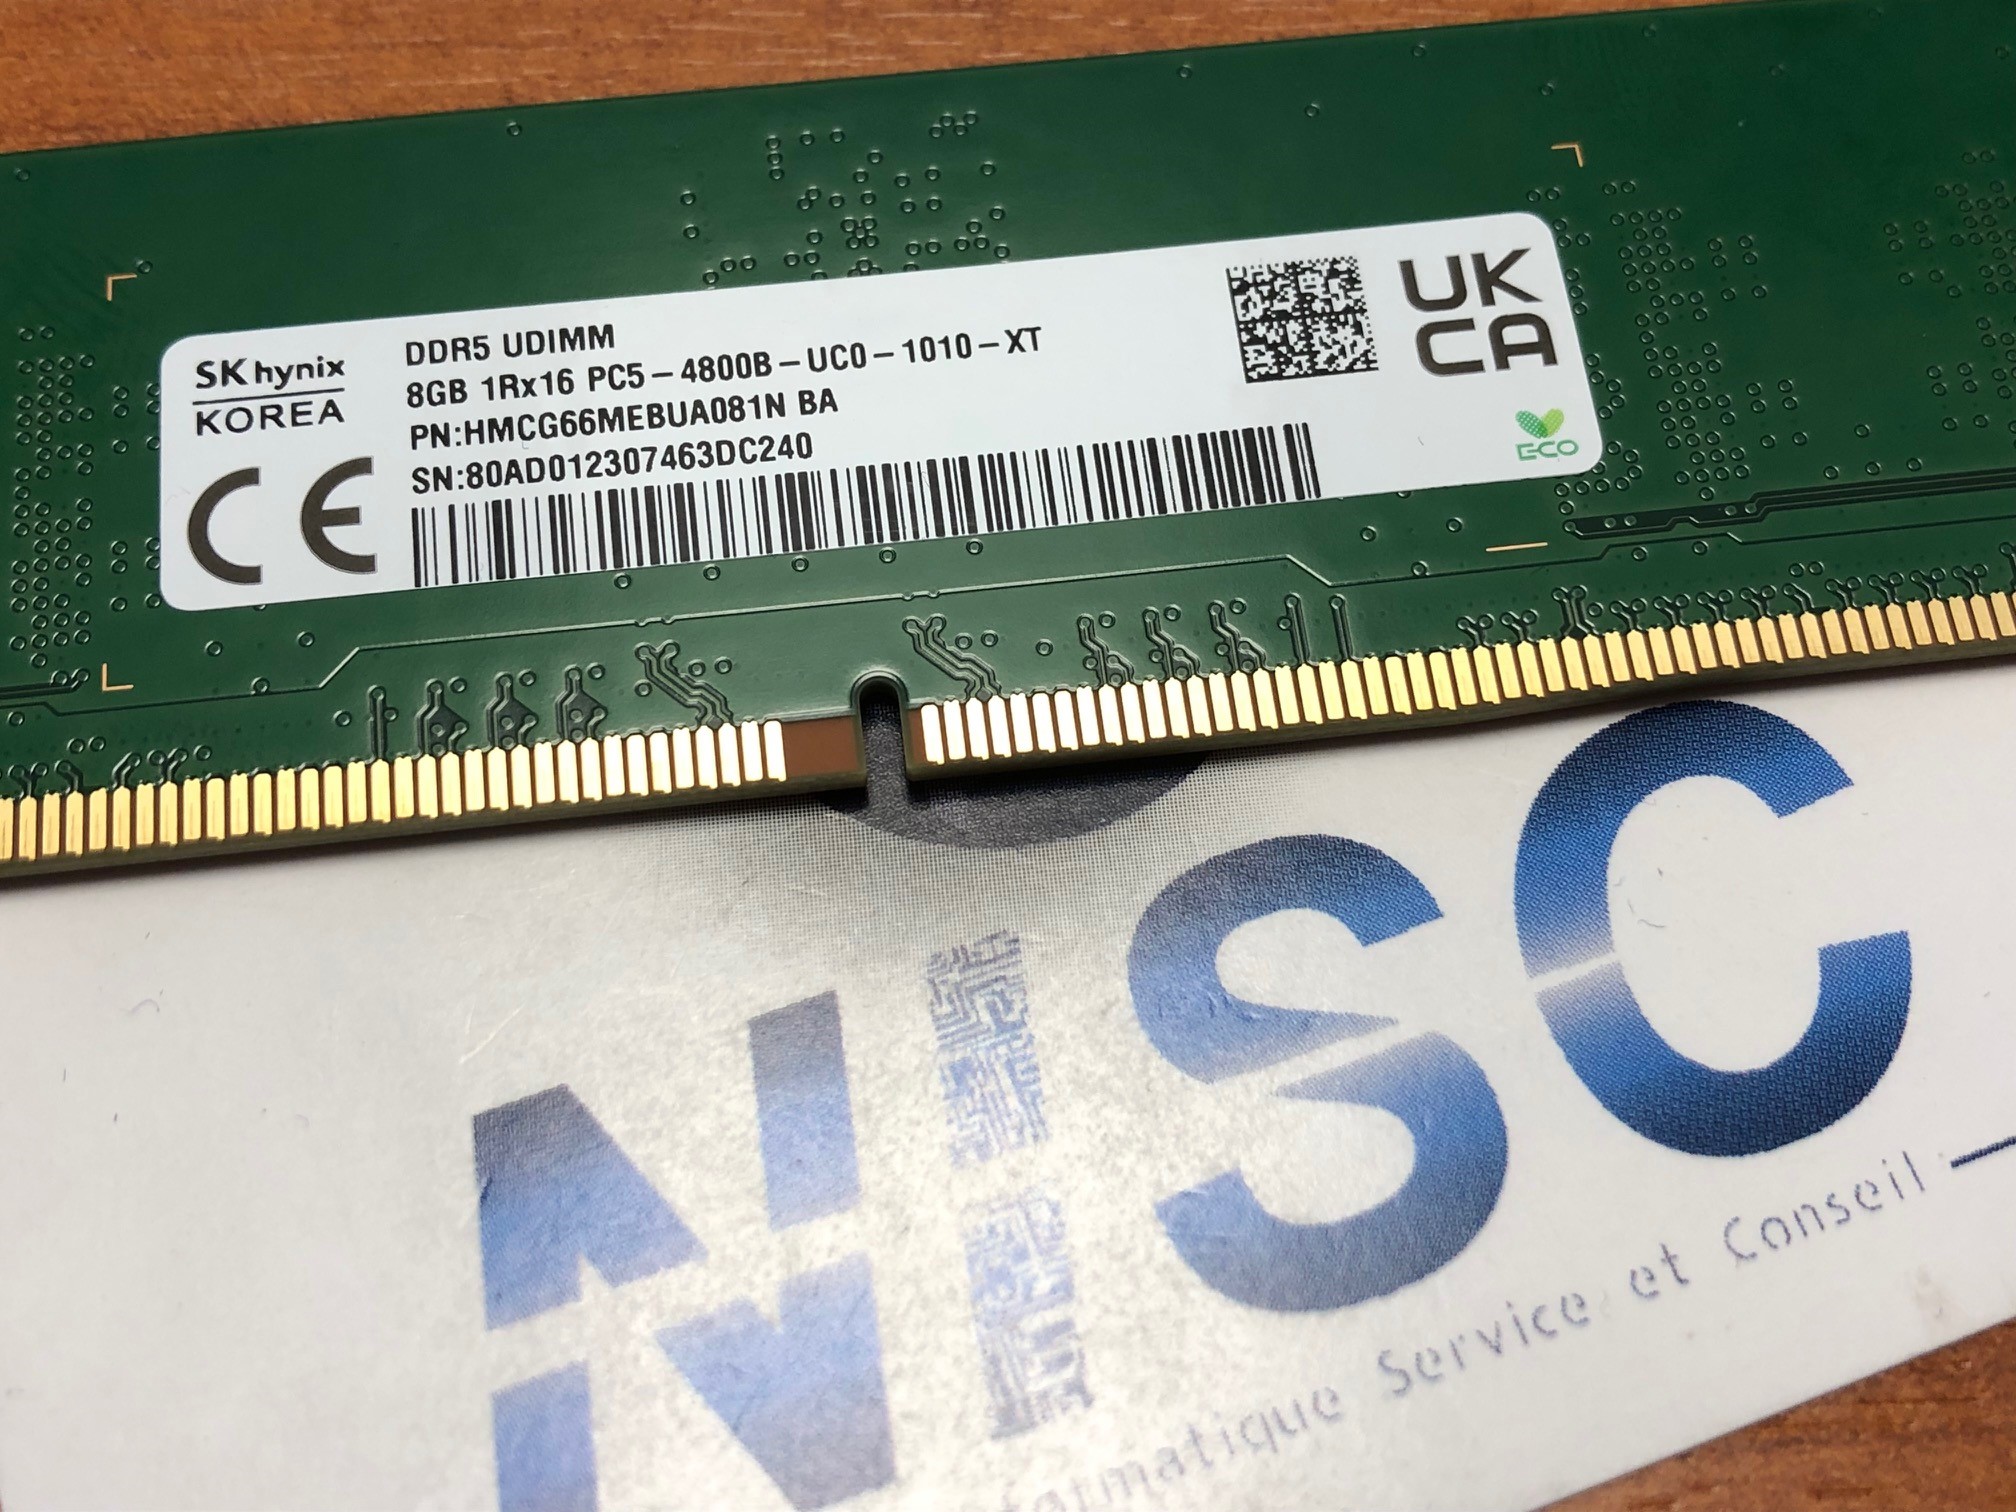 SK hynix
KOREA
CE
DDR5 UDIMM
8GB 1Rx16 PC5-4800B-UC0-1010-XT
PN:HMCG66MEBUA081N BA
SN:80AD012307463DC240
UK
CA
ECO
NISC
Service et Conseil